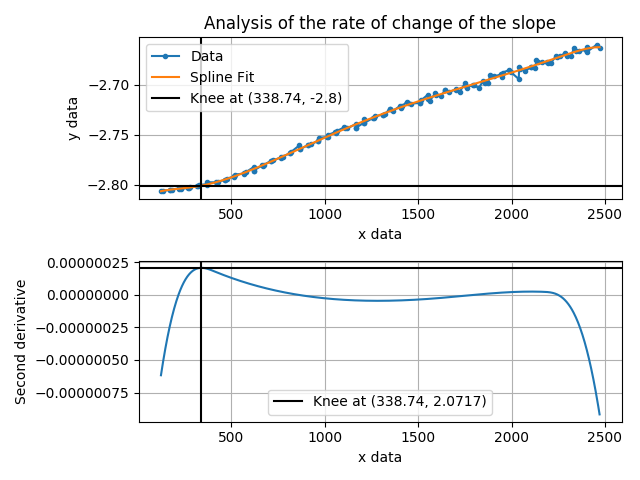 Analysis of the rate of change of the slope
Data
Spline Fit
Knee at (338.74, -2.8)
y data
−2.70
−2.75
−2.80
500 1000 1500 2000 2500
x data
Second derivative
0.00000025
0.00000000
−0.00000025
−0.00000050
−0.00000075
Knee at (338.74, 2.0717)
500 1000 1500 2000 2500
x data